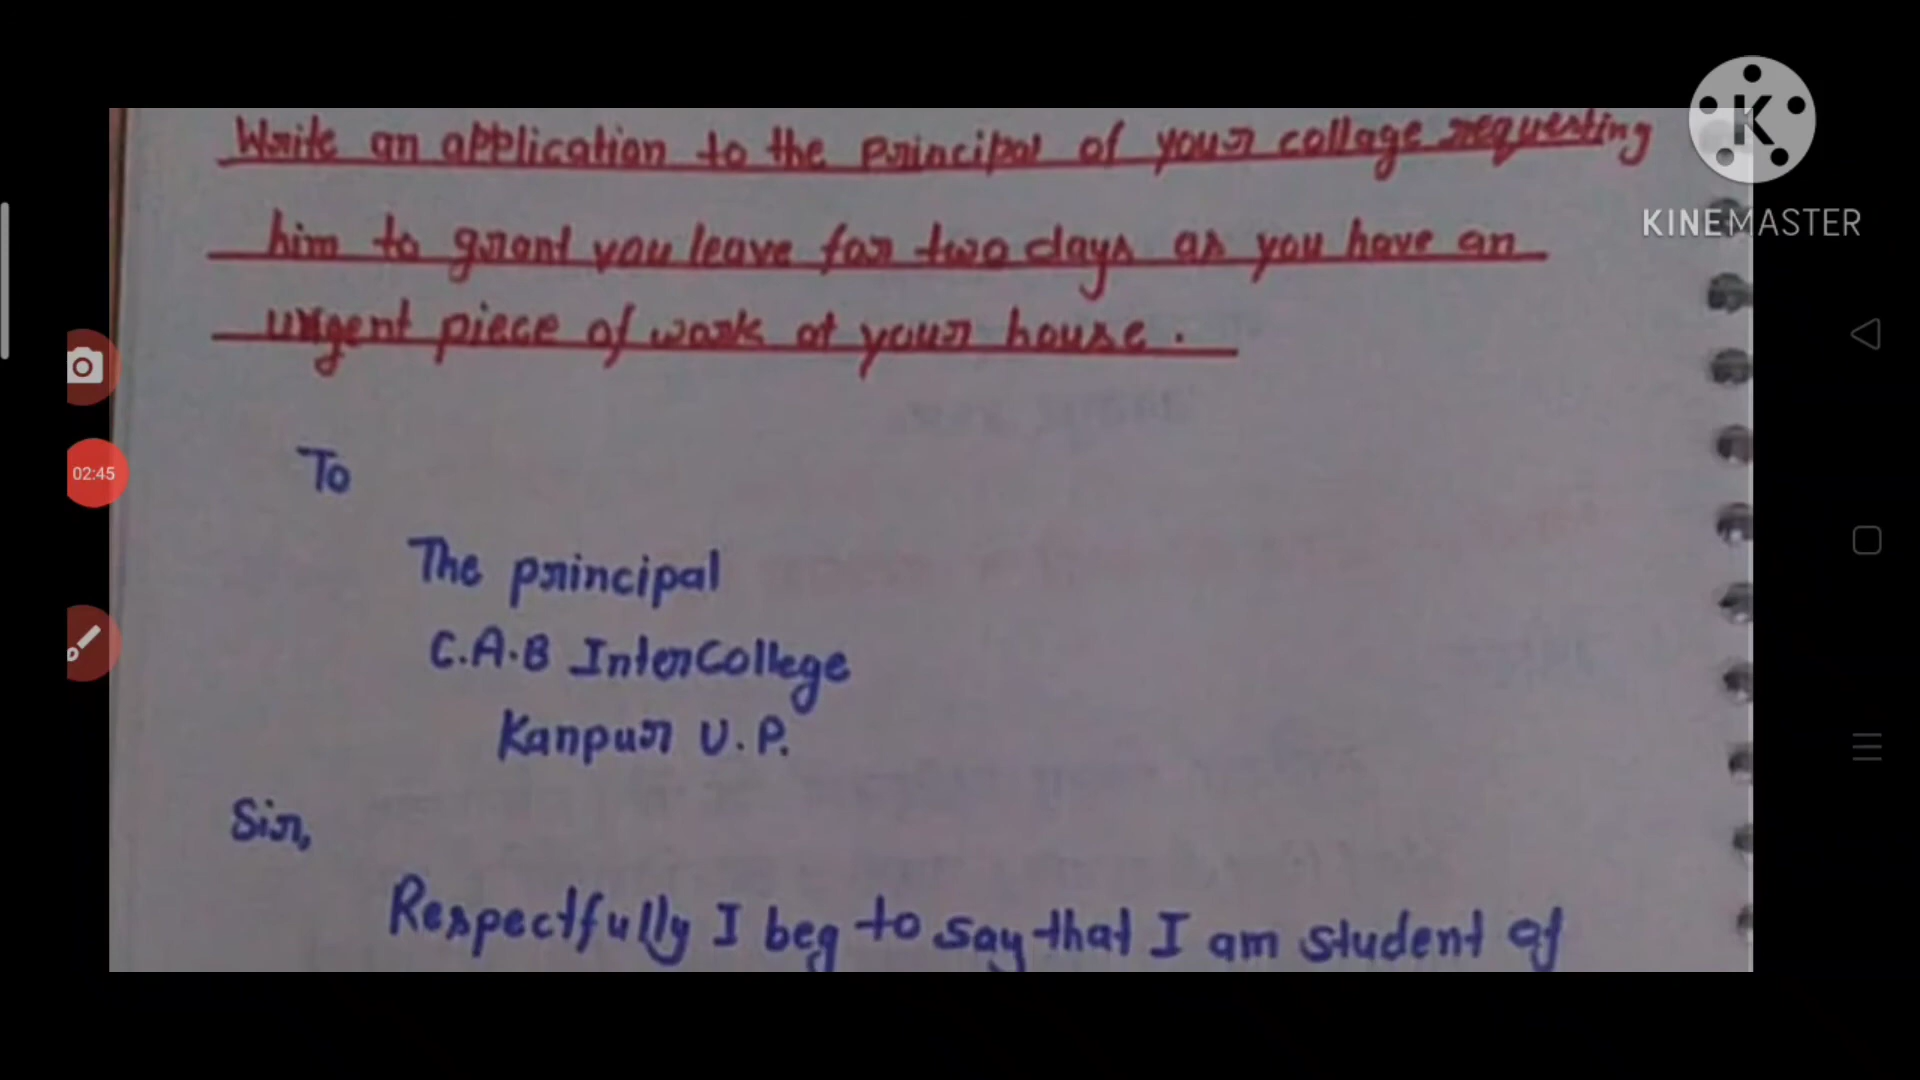 Write an application to the principal of your collage requesting
him to grant you leave for two days as you have an
urgent piece of work at your house.
To
The principal
C.A.B InterCollege
Kanpur U.P.
Sir,
Respectfully I beg to say that I am student of
K
KINEMASTER
02:45